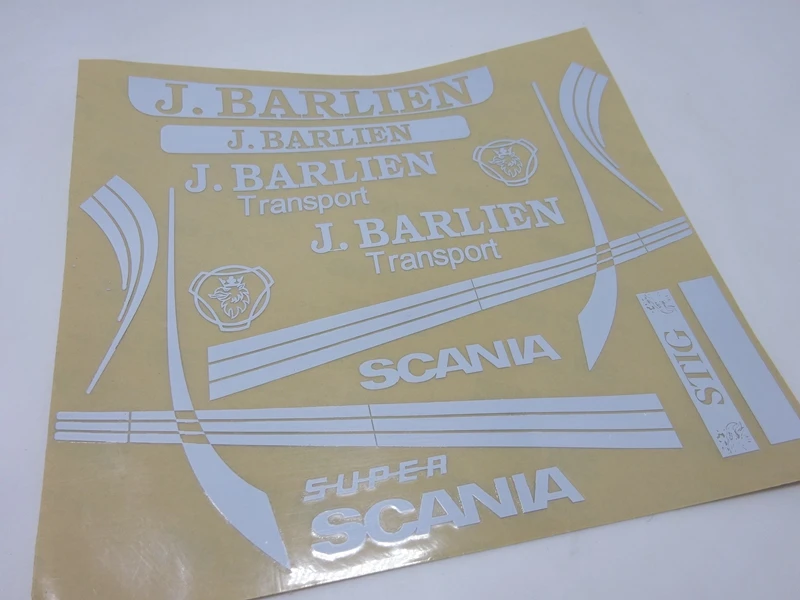 J. BARLIEN
J. BARLIEN
J. BARLIEN
Transport
J. BARLIEN
Transport
SCANIA
STIG
SUPER
SCANIA